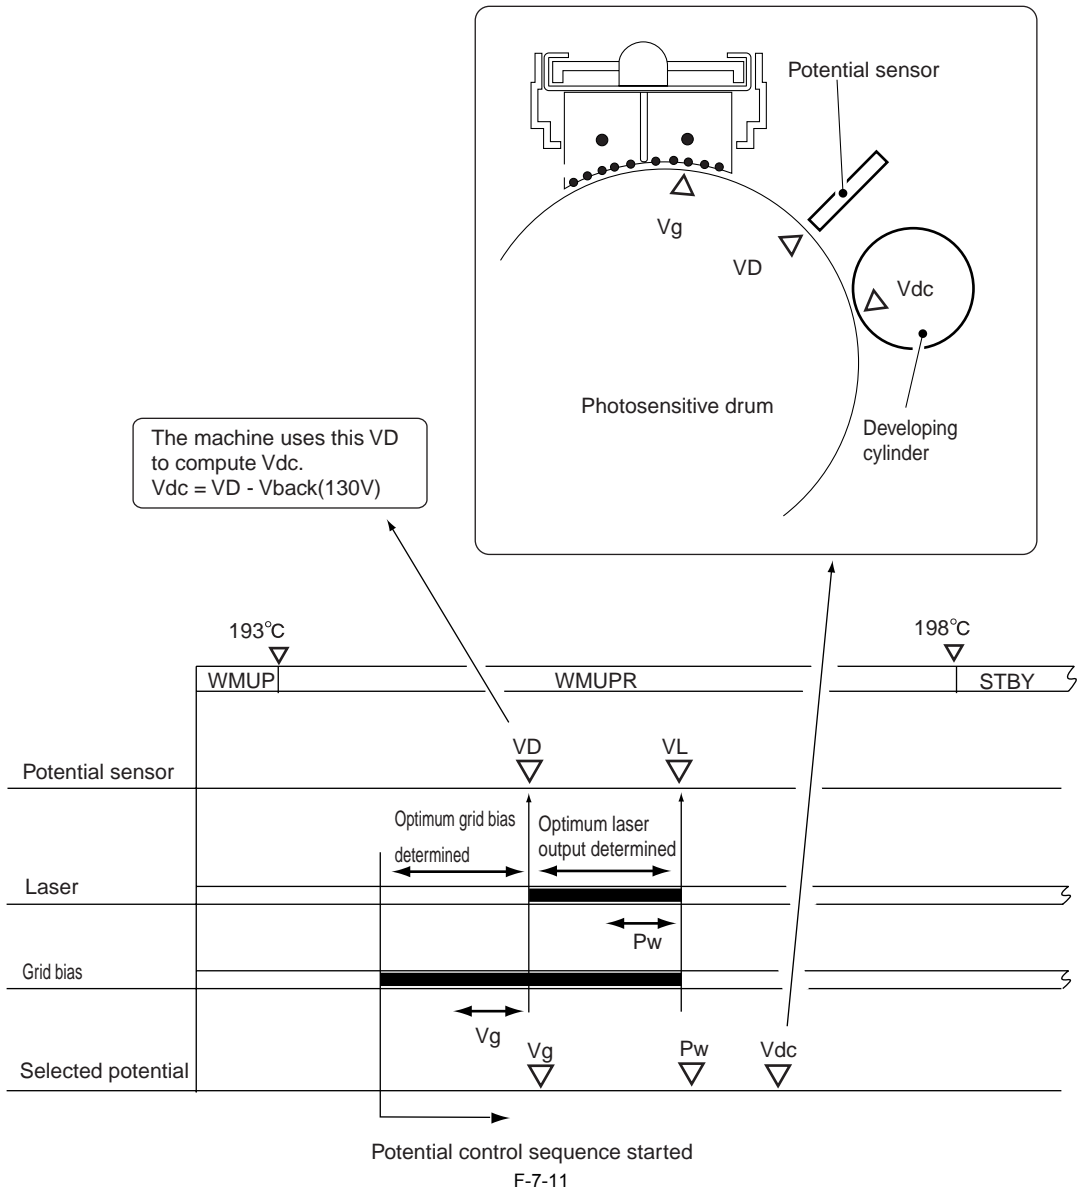 Potential sensor
Vg
VD
Vdc
Photosensitive drum
Developing
cylinder
The machine uses this VD
to compute Vdc.
Vdc = VD - Vback(130V)
193°C
198°C
WMUP
WMUPR
STBY
VD
VL
Potential sensor
Optimum grid bias
determined
Optimum laser
output determined
Laser
Pw
Grid bias
Vg
Vg
Pw
Vdc
Selected potential
Potential control sequence started
F-7-11